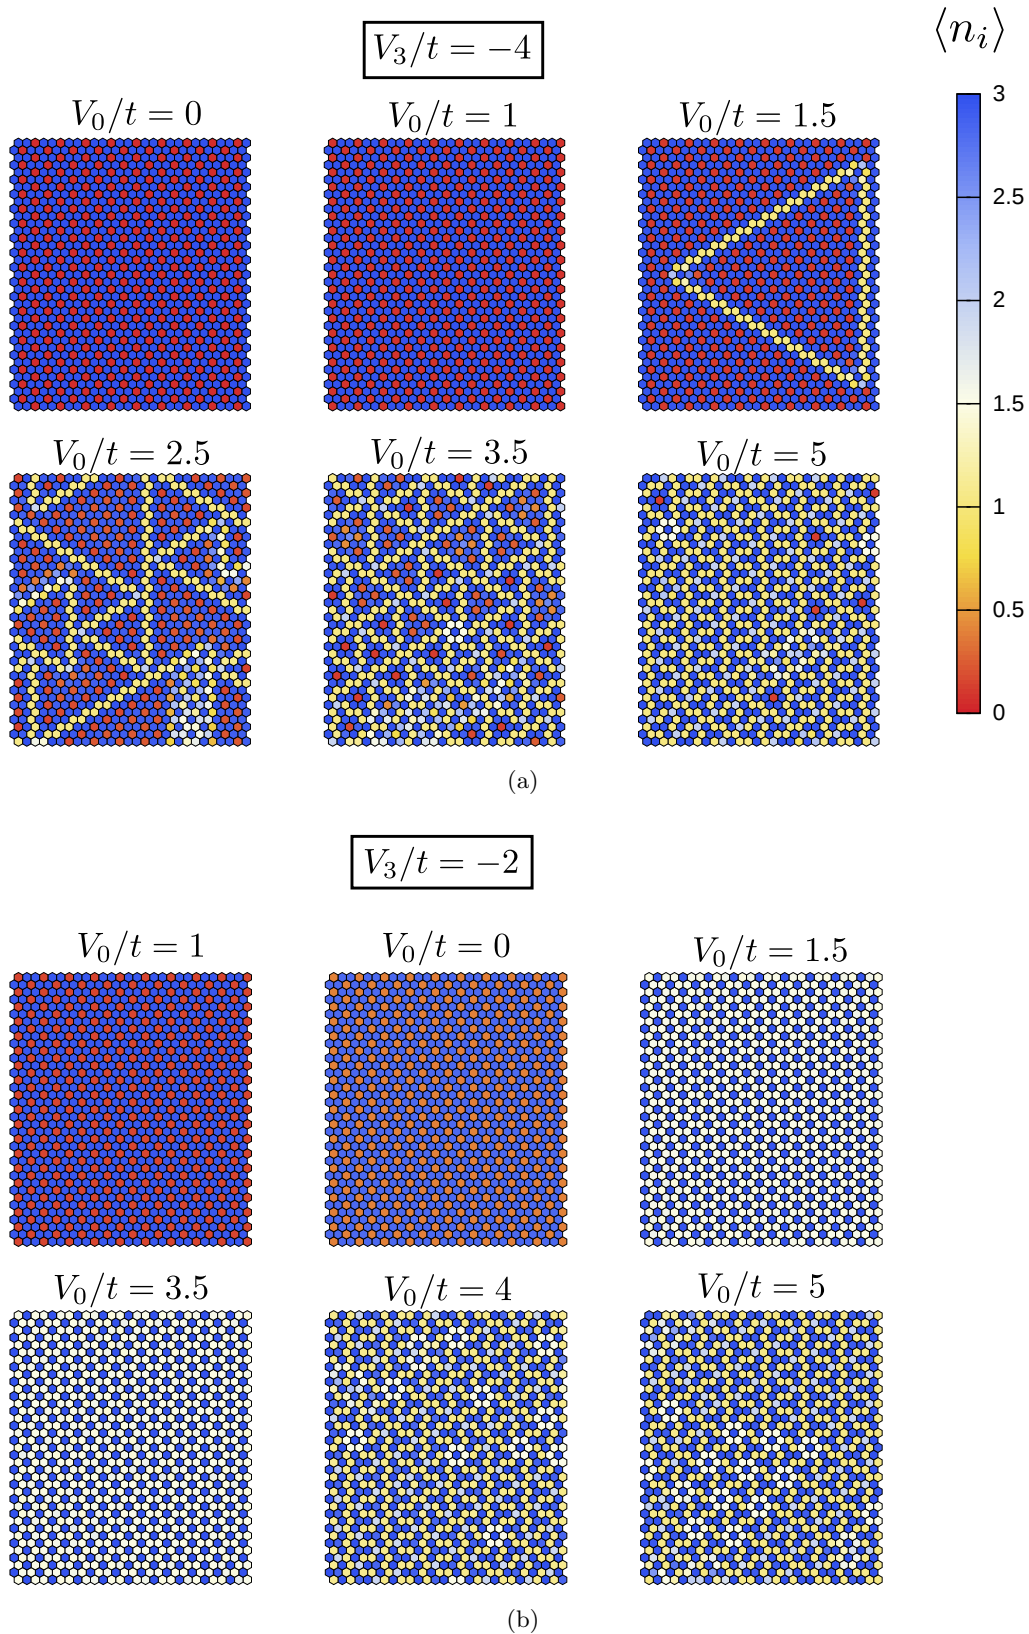 V₃/t = −4
⟨nᵢ⟩
V₀/t = 0
V₀/t = 1
V₀/t = 1.5
V₀/t = 2.5
V₀/t = 3.5
V₀/t = 5
3
2.5
2
1.5
1
0.5
0
(a)
V₃/t = −2
V₀/t = 1
V₀/t = 0
V₀/t = 1.5
V₀/t = 3.5
V₀/t = 4
V₀/t = 5
(b)